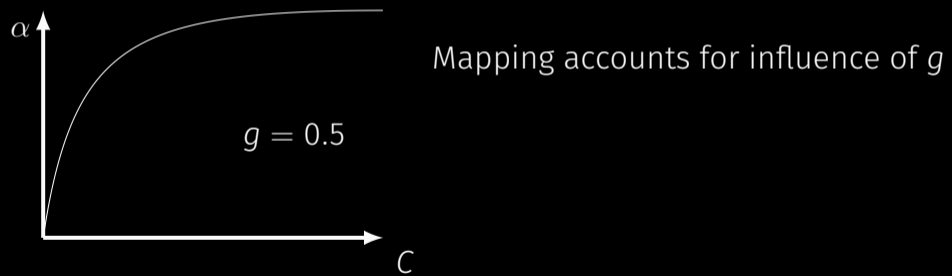 α
Mapping accounts for influence of g
g = 0.5
C